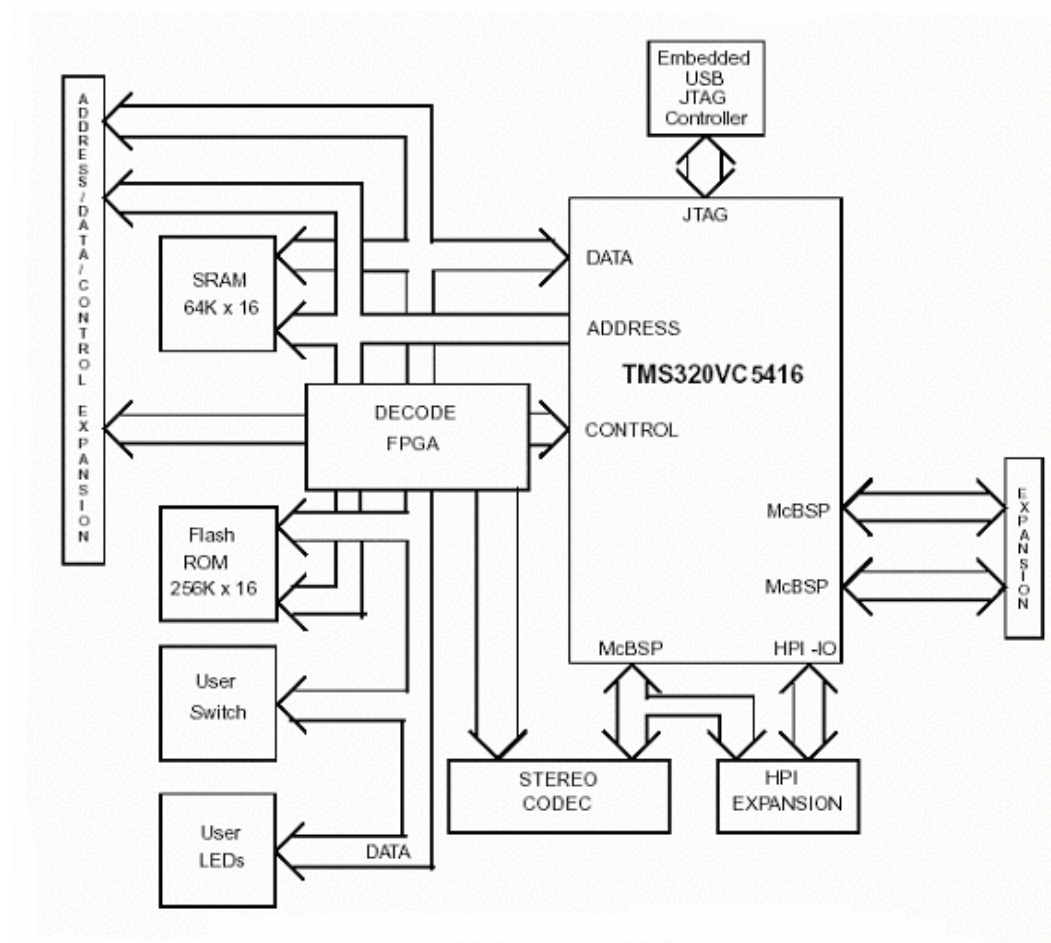 Embedded
USB
JTAG
Controller
ADDRESS/DATA/CONTROL EXPANSION
JTAG
DATA
SRAM
64K x 16
ADDRESS
TMS320VC5416
DECODE
FPGA
CONTROL
McBSP
EXPANSION
Flash
ROM
256K x 16
McBSP
McBSP
HPI -IO
User
Switch
STEREO
CODEC
HPI
EXPANSION
User
LEDs
DATA